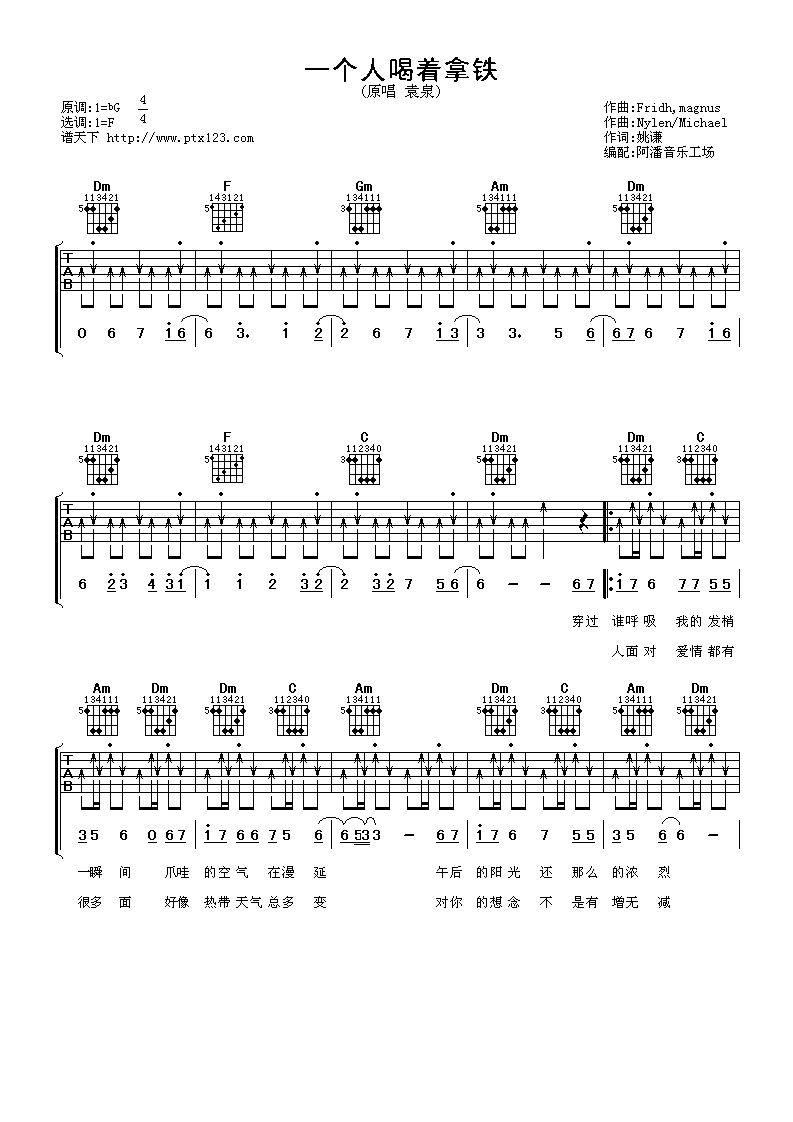 一个人喝着拿铁
(原唱 袁泉)
原调:1=bG 4/4
选调:1=F
谱天下 http://www.ptx123.com
作曲:Fridh,magnus
作曲:Nylen/Michael
作词:姚谦
编配:阿潘音乐工场
Dm F Gm Am Dm
113421 143121 134111 134111 113421
5 5 3 5 5
T
A
B
0 6 7 1 6 6 3. 1 2 2 6 7 1 3 3 3. 5 6 6 7 6 7 1 6
Dm F C Dm Dm C
113421 143121 112340 113421 113421 112340
5 5 3 5 5 3
T
A
B
6 2 3 4 3 1 1 1 2 3 2 2 3 2 7 5 6 6 - - 6 7 1 7 6 7 7 5 5
穿过 谁呼 吸 我的 发梢
人面 对 爱情 都有
Am Dm Dm C Am Dm C Am Dm
134111 113421 113421 112340 134111 113421 112340 134111 113421
5 5 5 3 5 5 3 5 5
T
A
B
3 5 6 0 6 7 1 7 6 6 7 5 6 6 5 3 3 - 6 7 1 7 6 7 5 5 3 5 6 6 -
一瞬 间 爪哇 的空 气 在漫 延 午后 的阳 光 还 那么 的浓 烈
很多 面 好像 热带 天气 总多 变 对你 的想 念 不 是有 增无 减